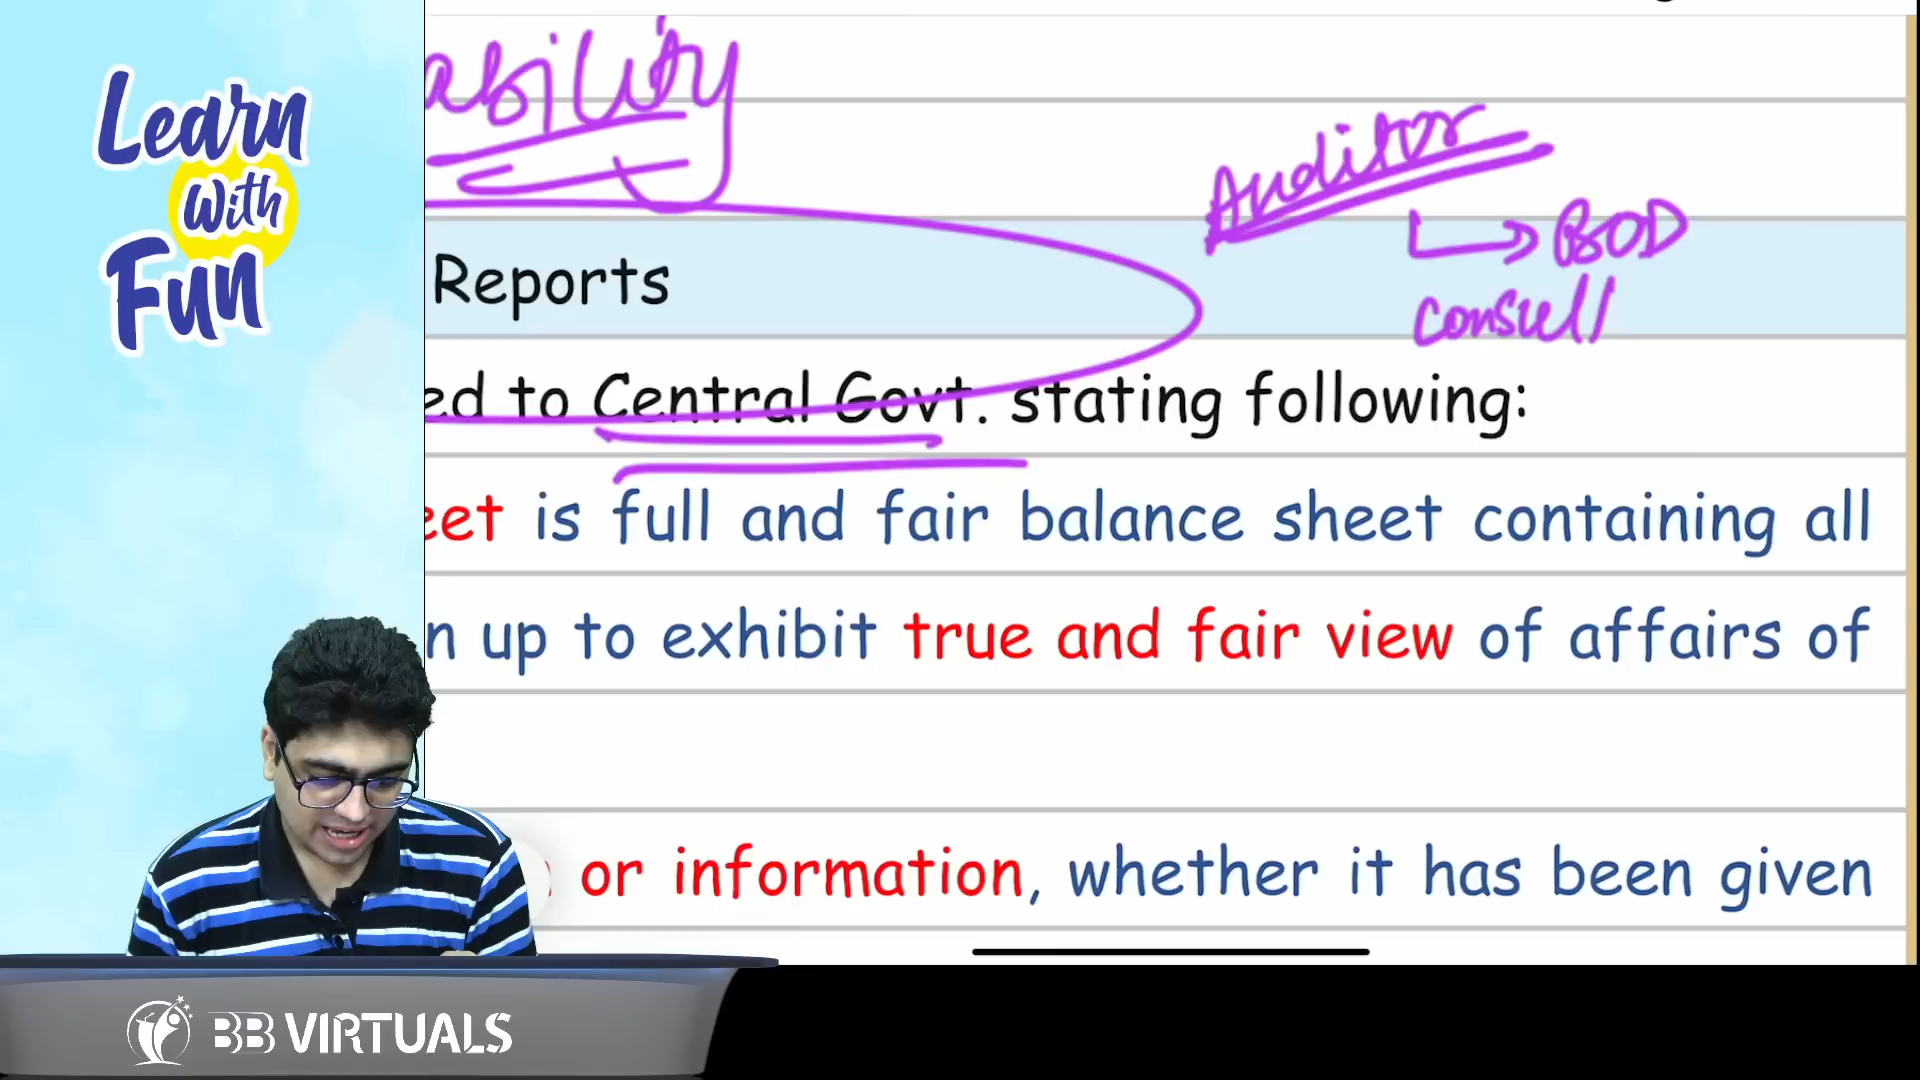 Learn
with
Fun
ability
Auditor
BOD
consult
Reports
ed to Central Govt. stating following:
eet is full and fair balance sheet containing all
n up to exhibit true and fair view of affairs of
or information, whether it has been given
BB VIRTUALS